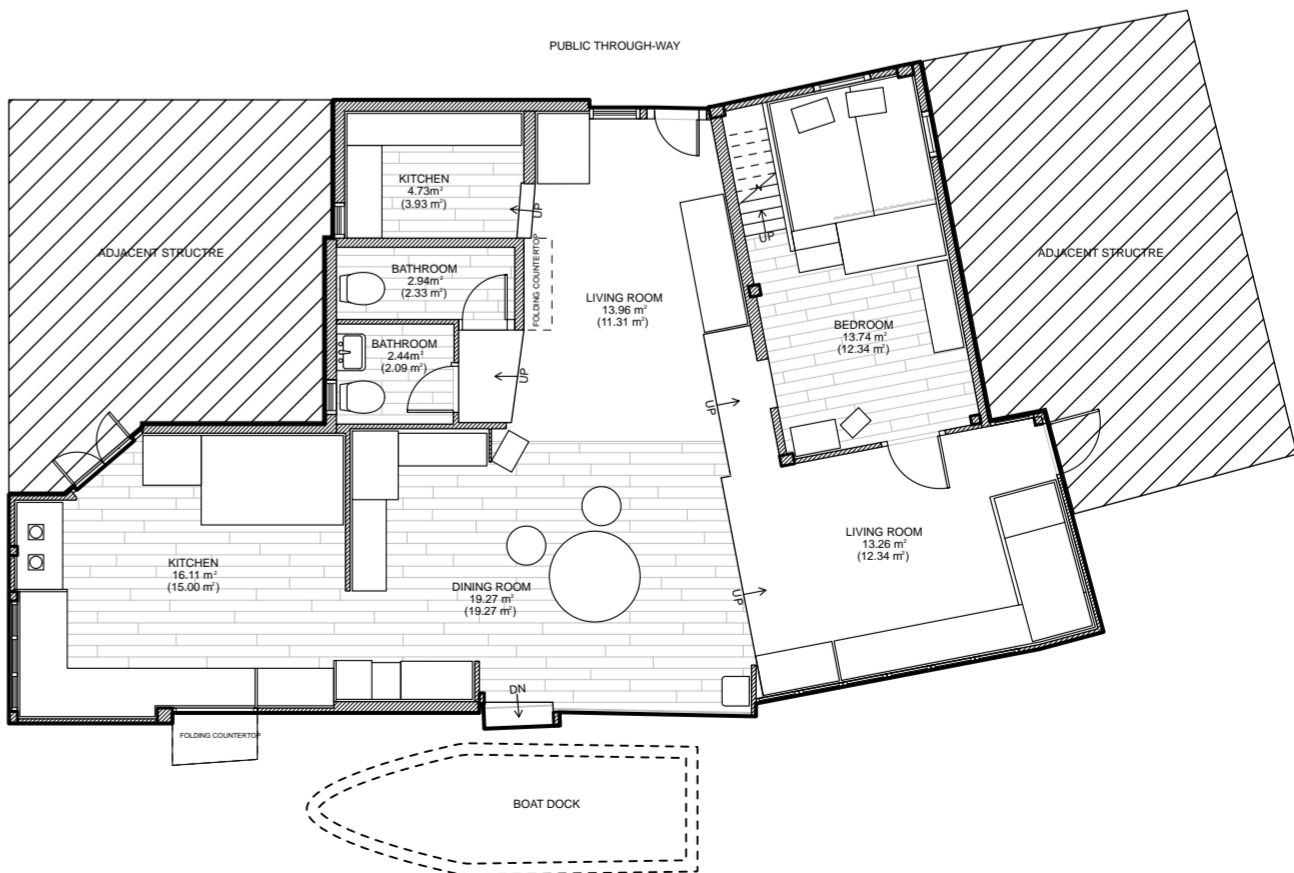 PUBLIC THROUGH-WAY
KITCHEN
4.73m²
(3.93 m²)
UP
ADJACENT STRUCTRE
BATHROOM
2.94m²
(2.33 m²)
FOLDING COUNTERTOP
LIVING ROOM
13.96 m²
(11.31 m²)
UP
ADJACENT STRUCTRE
BEDROOM
13.74 m²
(12.34 m²)
BATHROOM
2.44m²
(2.09 m²)
UP
UP
KITCHEN
16.11 m²
(15.00 m²)
DINING ROOM
19.27 m²
(19.27 m²)
LIVING ROOM
13.26 m²
(12.34 m²)
UP
DN
FOLDING COUNTERTOP
BOAT DOCK